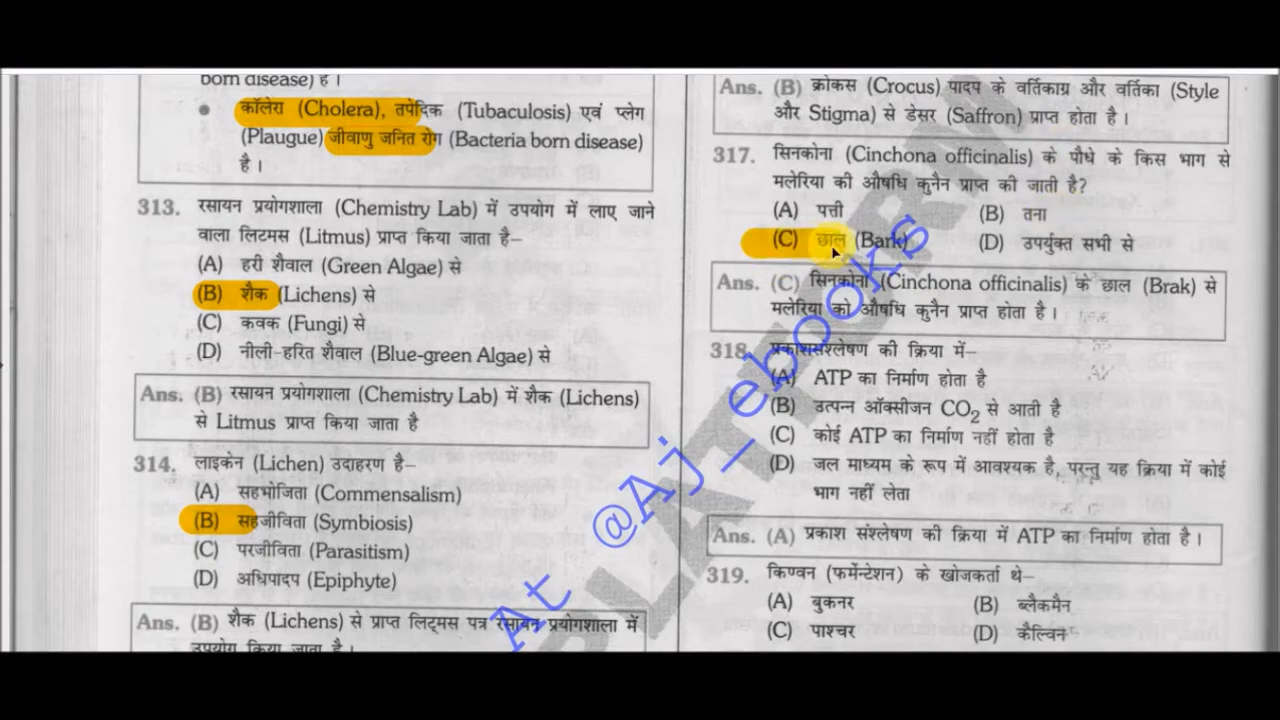 born disease) है।
● कॉलेरा (Cholera), तपेदिक (Tubaculosis) एवं प्लेग
(Plaugue) जीवाणु जनित रोग (Bacteria born disease)
है।
313. रसायन प्रयोगशाला (Chemistry Lab) में उपयोग में लाए जाने
वाला लिटमस (Litmus) प्राप्त किया जाता है–
(A) हरी शैवाल (Green Algae) से
(B) शैक (Lichens) से
(C) कवक (Fungi) से
(D) नीली-हरित शैवाल (Blue-green Algae) से
Ans. (B) रसायन प्रयोगशाला (Chemistry Lab) में शैक (Lichens)
से Litmus प्राप्त किया जाता है
314. लाइकेन (Lichen) उदाहरण है–
(A) सहभोजिता (Commensalism)
(B) सहजीविता (Symbiosis)
(C) परजीविता (Parasitism)
(D) अधिपादप (Epiphyte)
Ans. (B) शैक (Lichens) से प्राप्त लिट्मस पत्र रसायन प्रयोगशाला में
उपयोग किया जाता है।
Ans. (B) क्रोकस (Crocus) पादप के वर्तिकाग्र और वर्तिका (Style
और Stigma) से डेसर (Saffron) प्राप्त होता है।
317. सिनकोना (Cinchona officinalis) के पौधे के किस भाग से
मलेरिया की औषधि कुनैन प्राप्त की जाती है?
(A) पत्ती (B) तना
(C) छाल (Bark) (D) उपर्युक्त सभी से
Ans. (C) सिनकोना (Cinchona officinalis) के छाल (Brak) से
मलेरिया को औषधि कुनैन प्राप्त होता है।
318. प्रकाशसंश्लेषण की क्रिया में–
(A) ATP का निर्माण होता है
(B) उत्पन्न ऑक्सीजन CO₂ से आती है
(C) कोई ATP का निर्माण नहीं होता है
(D) जल माध्यम के रूप में आवश्यक है, परन्तु यह क्रिया में कोई
भाग नहीं लेता
Ans. (A) प्रकाश संश्लेषण की क्रिया में ATP का निर्माण होता है।
319. किण्वन (फर्मेन्टेशन) के खोजकर्ता थे–
(A) बुकनर (B) ब्लैकमैन
(C) पाश्चर (D) कैल्विन
At @Aj_ebooks
PLATFORM